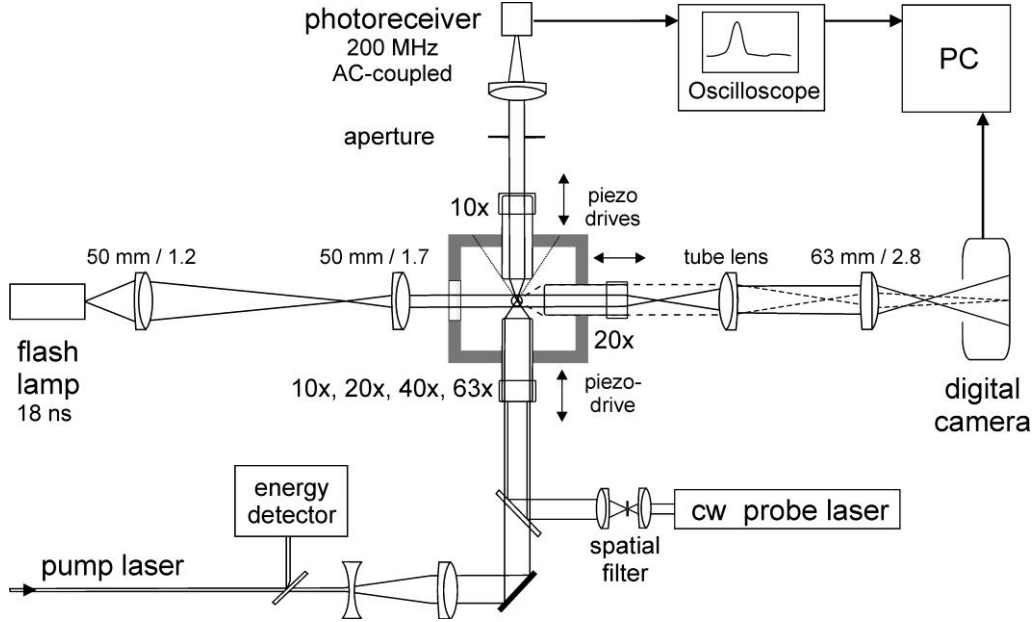 photoreceiver
200 MHz
AC-coupled
Oscilloscope
PC
aperture
10x
piezo
drives
50 mm / 1.2
50 mm / 1.7
tube lens
63 mm / 2.8
flash
lamp
18 ns
20x
10x, 20x, 40x, 63x
piezo-
drive
digital
camera
energy
detector
cw probe laser
spatial
filter
pump laser